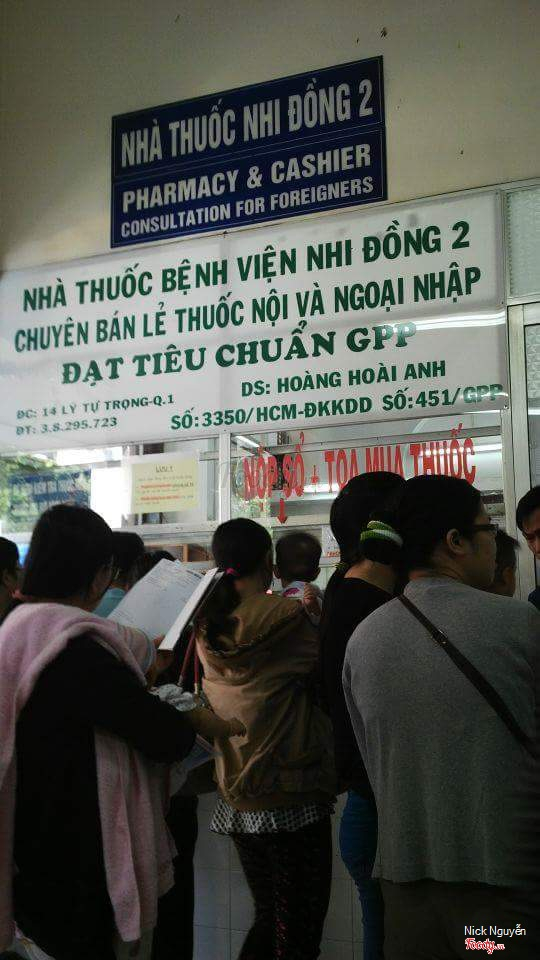 NHÀ THUỐC NHI ĐỒNG 2
PHARMACY & CASHIER
CONSULTATION FOR FOREIGNERS
NHÀ THUỐC BỆNH VIỆN NHI ĐỒNG 2
CHUYÊN BÁN LẺ THUỐC NỘI VÀ NGOẠI NHẬP
ĐẠT TIÊU CHUẨN GPP
ĐC: 14 LÝ TỰ TRỌNG-Q.1
DS: HOÀNG HOÀI ANH
ĐT: 3.8.295.723
SỐ:3350/HCM-ĐKKDD SỐ:451/GPP
NỘP SỔ + TOA MUA THUỐC
LƯU Ý
Nick Nguyễn
Foody.vn